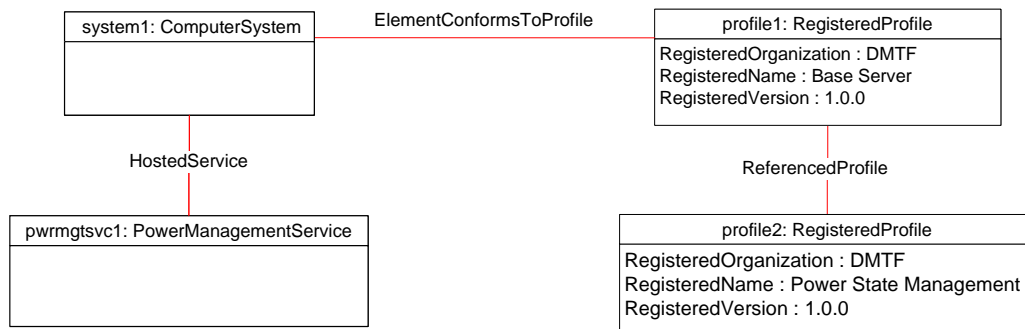 system1: ComputerSystem
ElementConformsToProfile
profile1: RegisteredProfile
RegisteredOrganization : DMTF
RegisteredName : Base Server
RegisteredVersion : 1.0.0
HostedService
ReferencedProfile
pwrmgtsvc1: PowerManagementService
profile2: RegisteredProfile
RegisteredOrganization : DMTF
RegisteredName : Power State Management
RegisteredVersion : 1.0.0